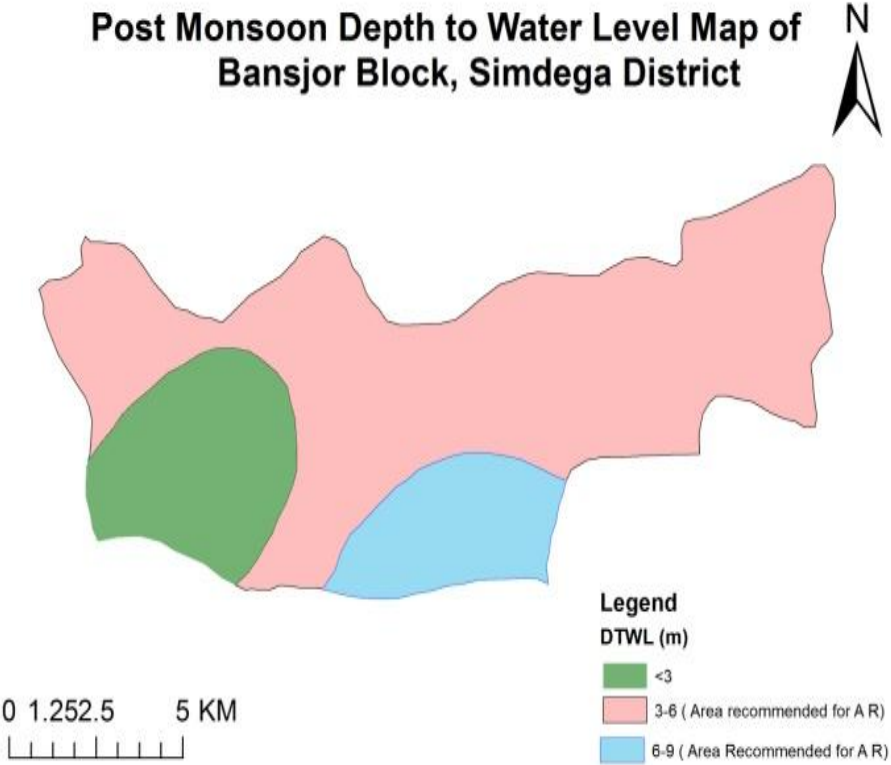 Post Monsoon Depth to Water Level Map of
Bansjor Block, Simdega District
N
Legend
DTWL (m)
<3
3-6 ( Area recommended for A R)
6-9 ( Area Recommended for A R)
0 1.252.5 5 KM